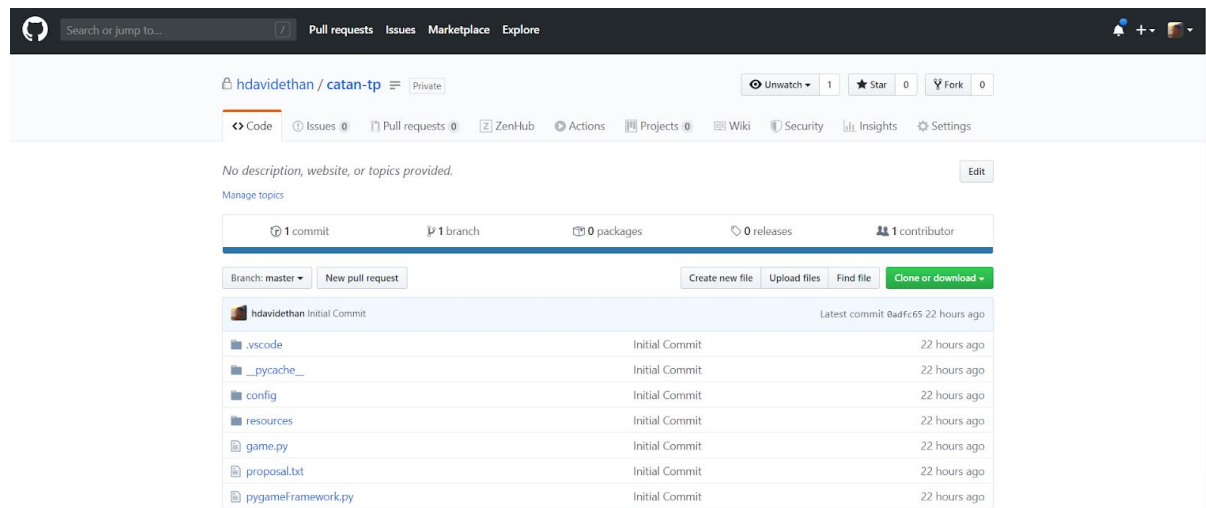 Search or jump to... / Pull requests Issues Marketplace Explore
hdavidethan / catan-tp Private Unwatch 1 Star 0 Fork 0
Code Issues 0 Pull requests 0 Z ZenHub Actions Projects 0 Wiki Security Insights Settings
No description, website, or topics provided. Edit
Manage topics
1 commit 1 branch 0 packages 0 releases 1 contributor
Branch: master New pull request Create new file Upload files Find file Clone or download
hdavidethan Initial Commit Latest commit 0adfc65 22 hours ago
.vscode Initial Commit 22 hours ago
__pycache__ Initial Commit 22 hours ago
config Initial Commit 22 hours ago
resources Initial Commit 22 hours ago
game.py Initial Commit 22 hours ago
proposal.txt Initial Commit 22 hours ago
pygameFramework.py Initial Commit 22 hours ago